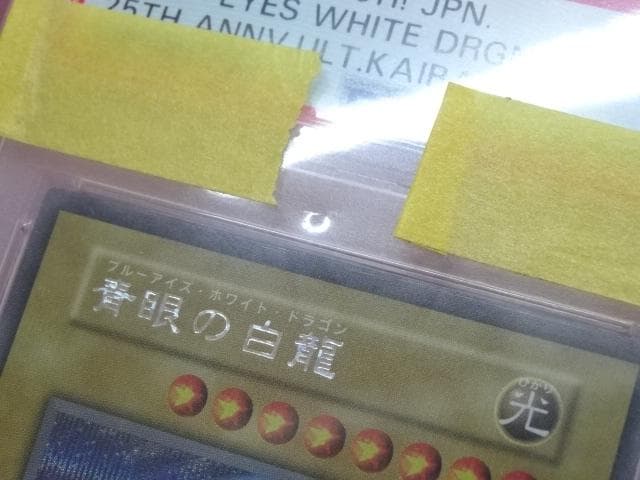 JPN.
EYES WHITE DRGN
25TH ANNV.ULT.KAIBA
ブルーアイズ・ホワイト・ドラゴン
青眼の白龍
ひかり
光